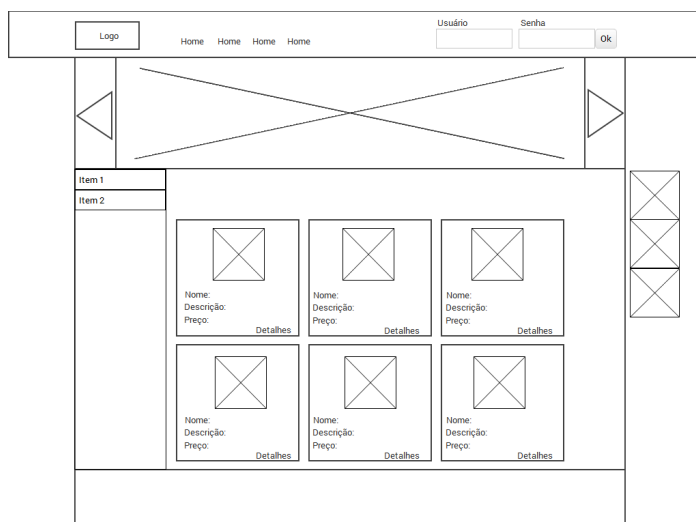 Usuário Senha
Logo Home Home Home Home Ok
Item 1
Item 2
Nome: Nome: Nome:
Descrição: Descrição: Descrição:
Preço: Preço: Preço:
Detalhes Detalhes Detalhes
Nome: Nome: Nome:
Descrição: Descrição: Descrição:
Preço: Preço: Preço:
Detalhes Detalhes Detalhes